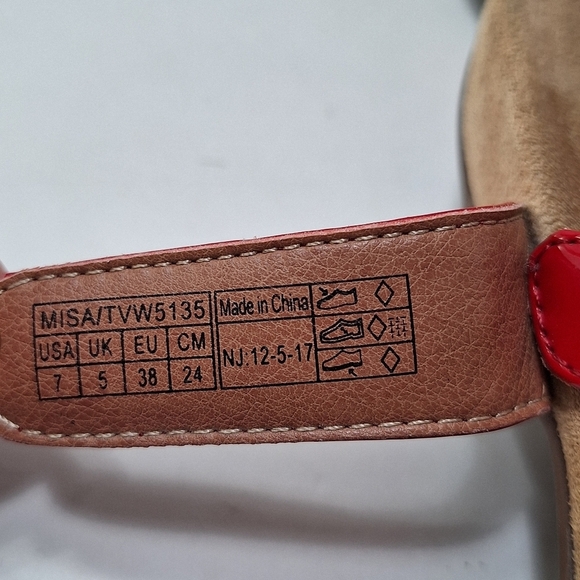 MISA/TVW5135
USA UK EU CM
7 5 38 24
Made in China
NJ.12-5-17